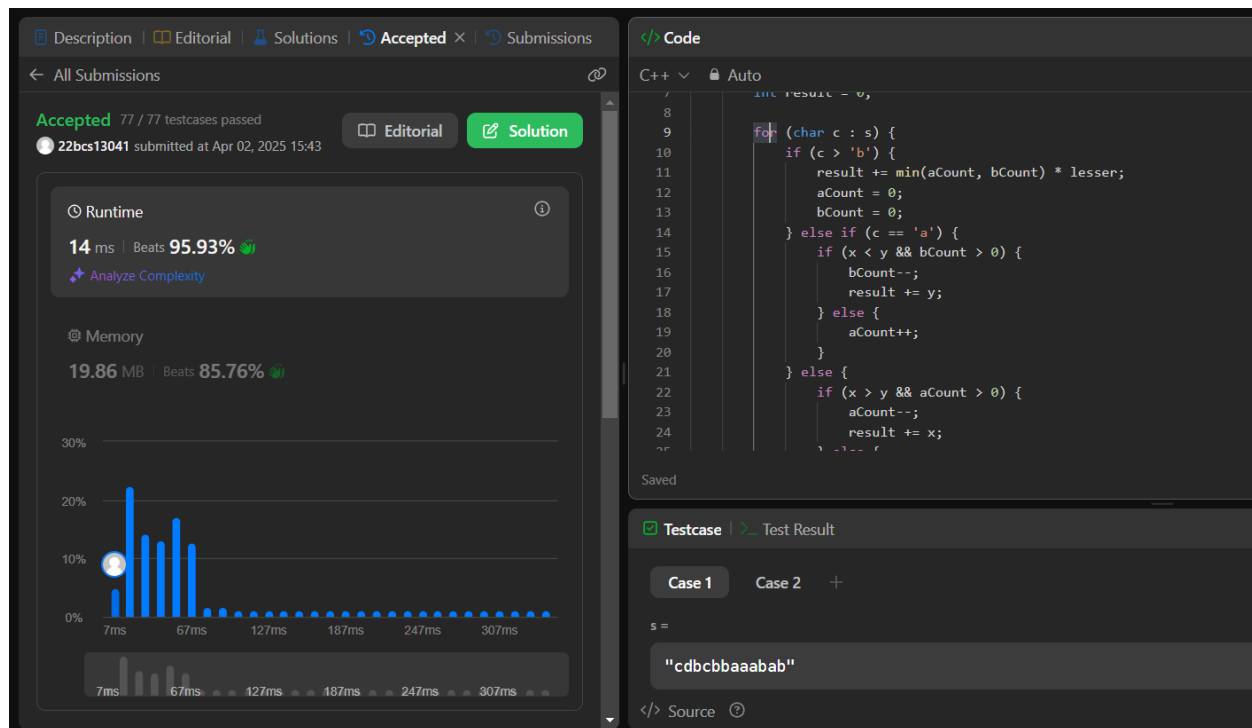 Description | Editorial | Solutions | Accepted × | Submissions
← All Submissions
Accepted 77 / 77 testcases passed
22bcs13041 submitted at Apr 02, 2025 15:43
Editorial
Solution
Runtime
14 ms | Beats 95.93%
Analyze Complexity
Memory
19.86 MB | Beats 85.76%
30%
20%
10%
0%
7ms 67ms 127ms 187ms 247ms 307ms
7ms 67ms 127ms 187ms 247ms 307ms
</> Code
C++ Auto
7 int result = 0;
8
9 for (char c : s) {
10 if (c > 'b') {
11 result += min(aCount, bCount) * lesser;
12 aCount = 0;
13 bCount = 0;
14 } else if (c == 'a') {
15 if (x < y && bCount > 0) {
16 bCount--;
17 result += y;
18 } else {
19 aCount++;
20 }
21 } else {
22 if (x > y && aCount > 0) {
23 aCount--;
24 result += x;
25 } else {
Saved
Testcase | >_ Test Result
Case 1 Case 2 +
s =
"cdbcbbaaabab"
</> Source ?